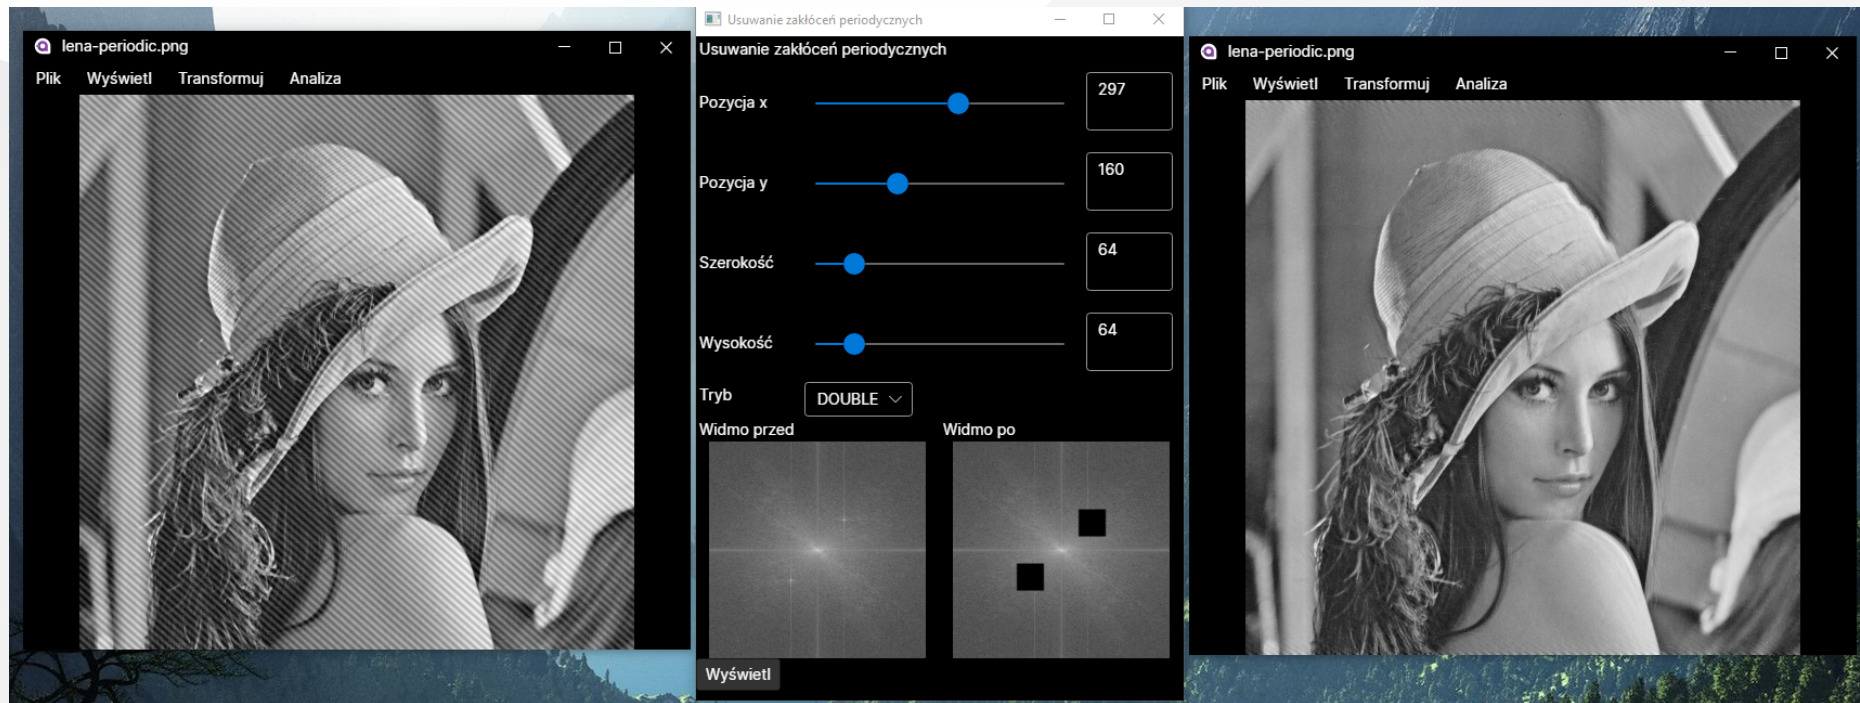 lena-periodic.png
Plik Wyświetl Transformuj Analiza
Usuwanie zakłóceń periodycznych
Usuwanie zakłóceń periodycznych
Pozycja x 297
Pozycja y 160
Szerokość 64
Wysokość 64
Tryb DOUBLE
Widmo przed Widmo po
Wyświetl
lena-periodic.png
Plik Wyświetl Transformuj Analiza